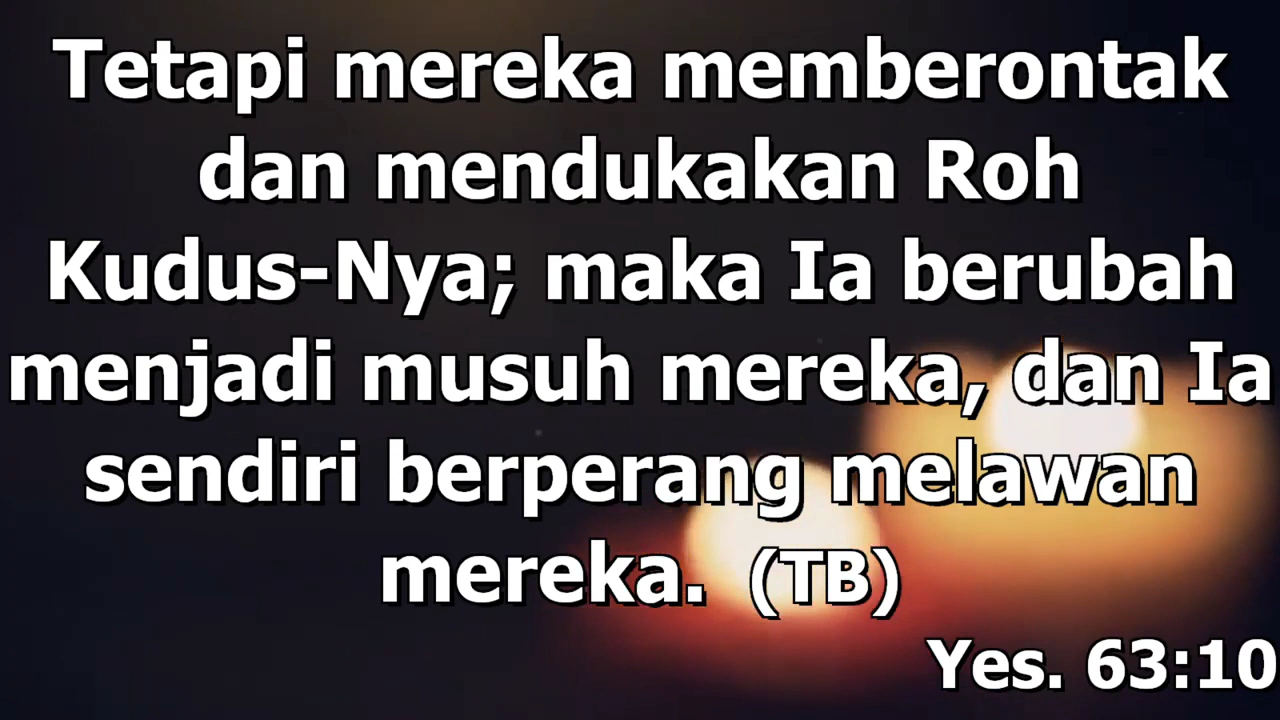 Tetapi mereka memberontak
dan mendukakan Roh
Kudus-Nya; maka Ia berubah
menjadi musuh mereka, dan Ia
sendiri berperang melawan
mereka. (TB)
Yes. 63:10